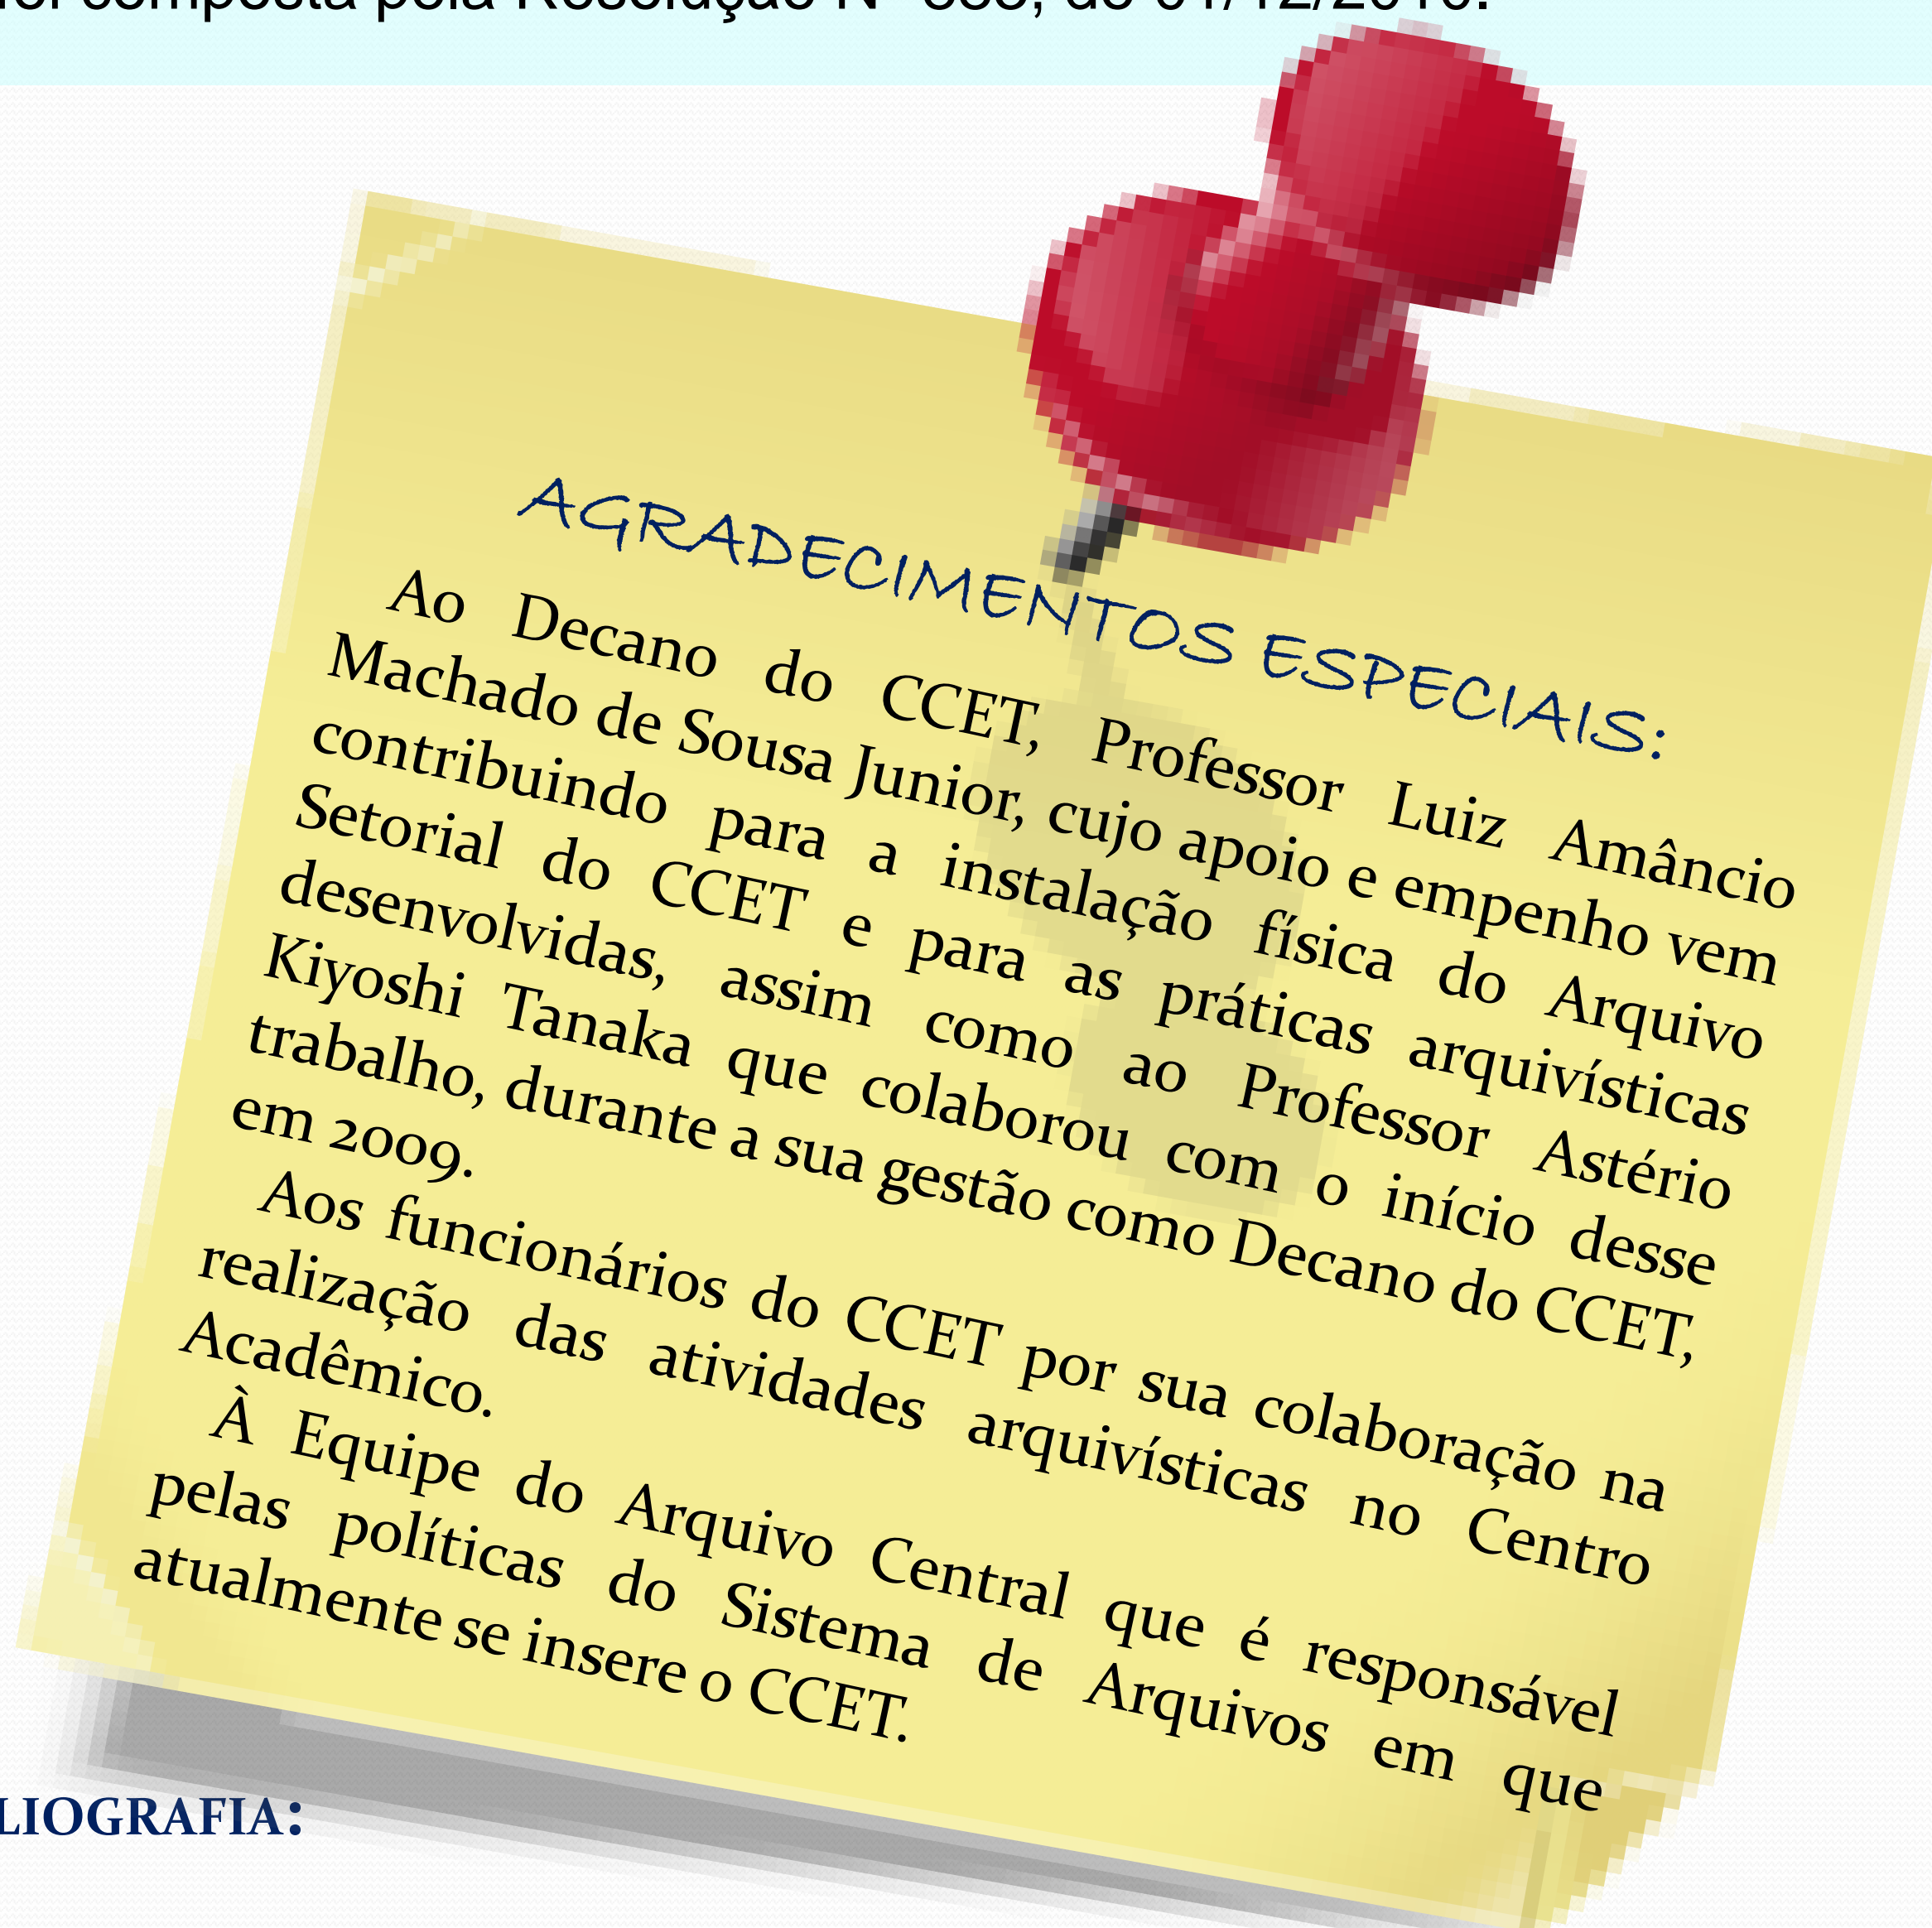 composta pela Resolução
AGRADECIMENTOS ESPECIAIS:
Ao Decano do CCET, Professor Luiz Amâncio
Machado de Sousa Junior, cujo apoio e empenho vem
contribuindo para a instalação física do Arquivo
Setorial do CCET e para as práticas arquivísticas
desenvolvidas, assim como ao Professor Astério
Kiyoshi Tanaka que colaborou com o início desse
trabalho, durante a sua gestão como Decano do CCET,
em 2009.
Aos funcionários do CCET por sua colaboração na
realização das atividades arquivísticas no Centro
Acadêmico.
À Equipe do Arquivo Central que é responsável
pelas políticas do Sistema de Arquivos em que
atualmente se insere o CCET.
LIOGRAFIA: